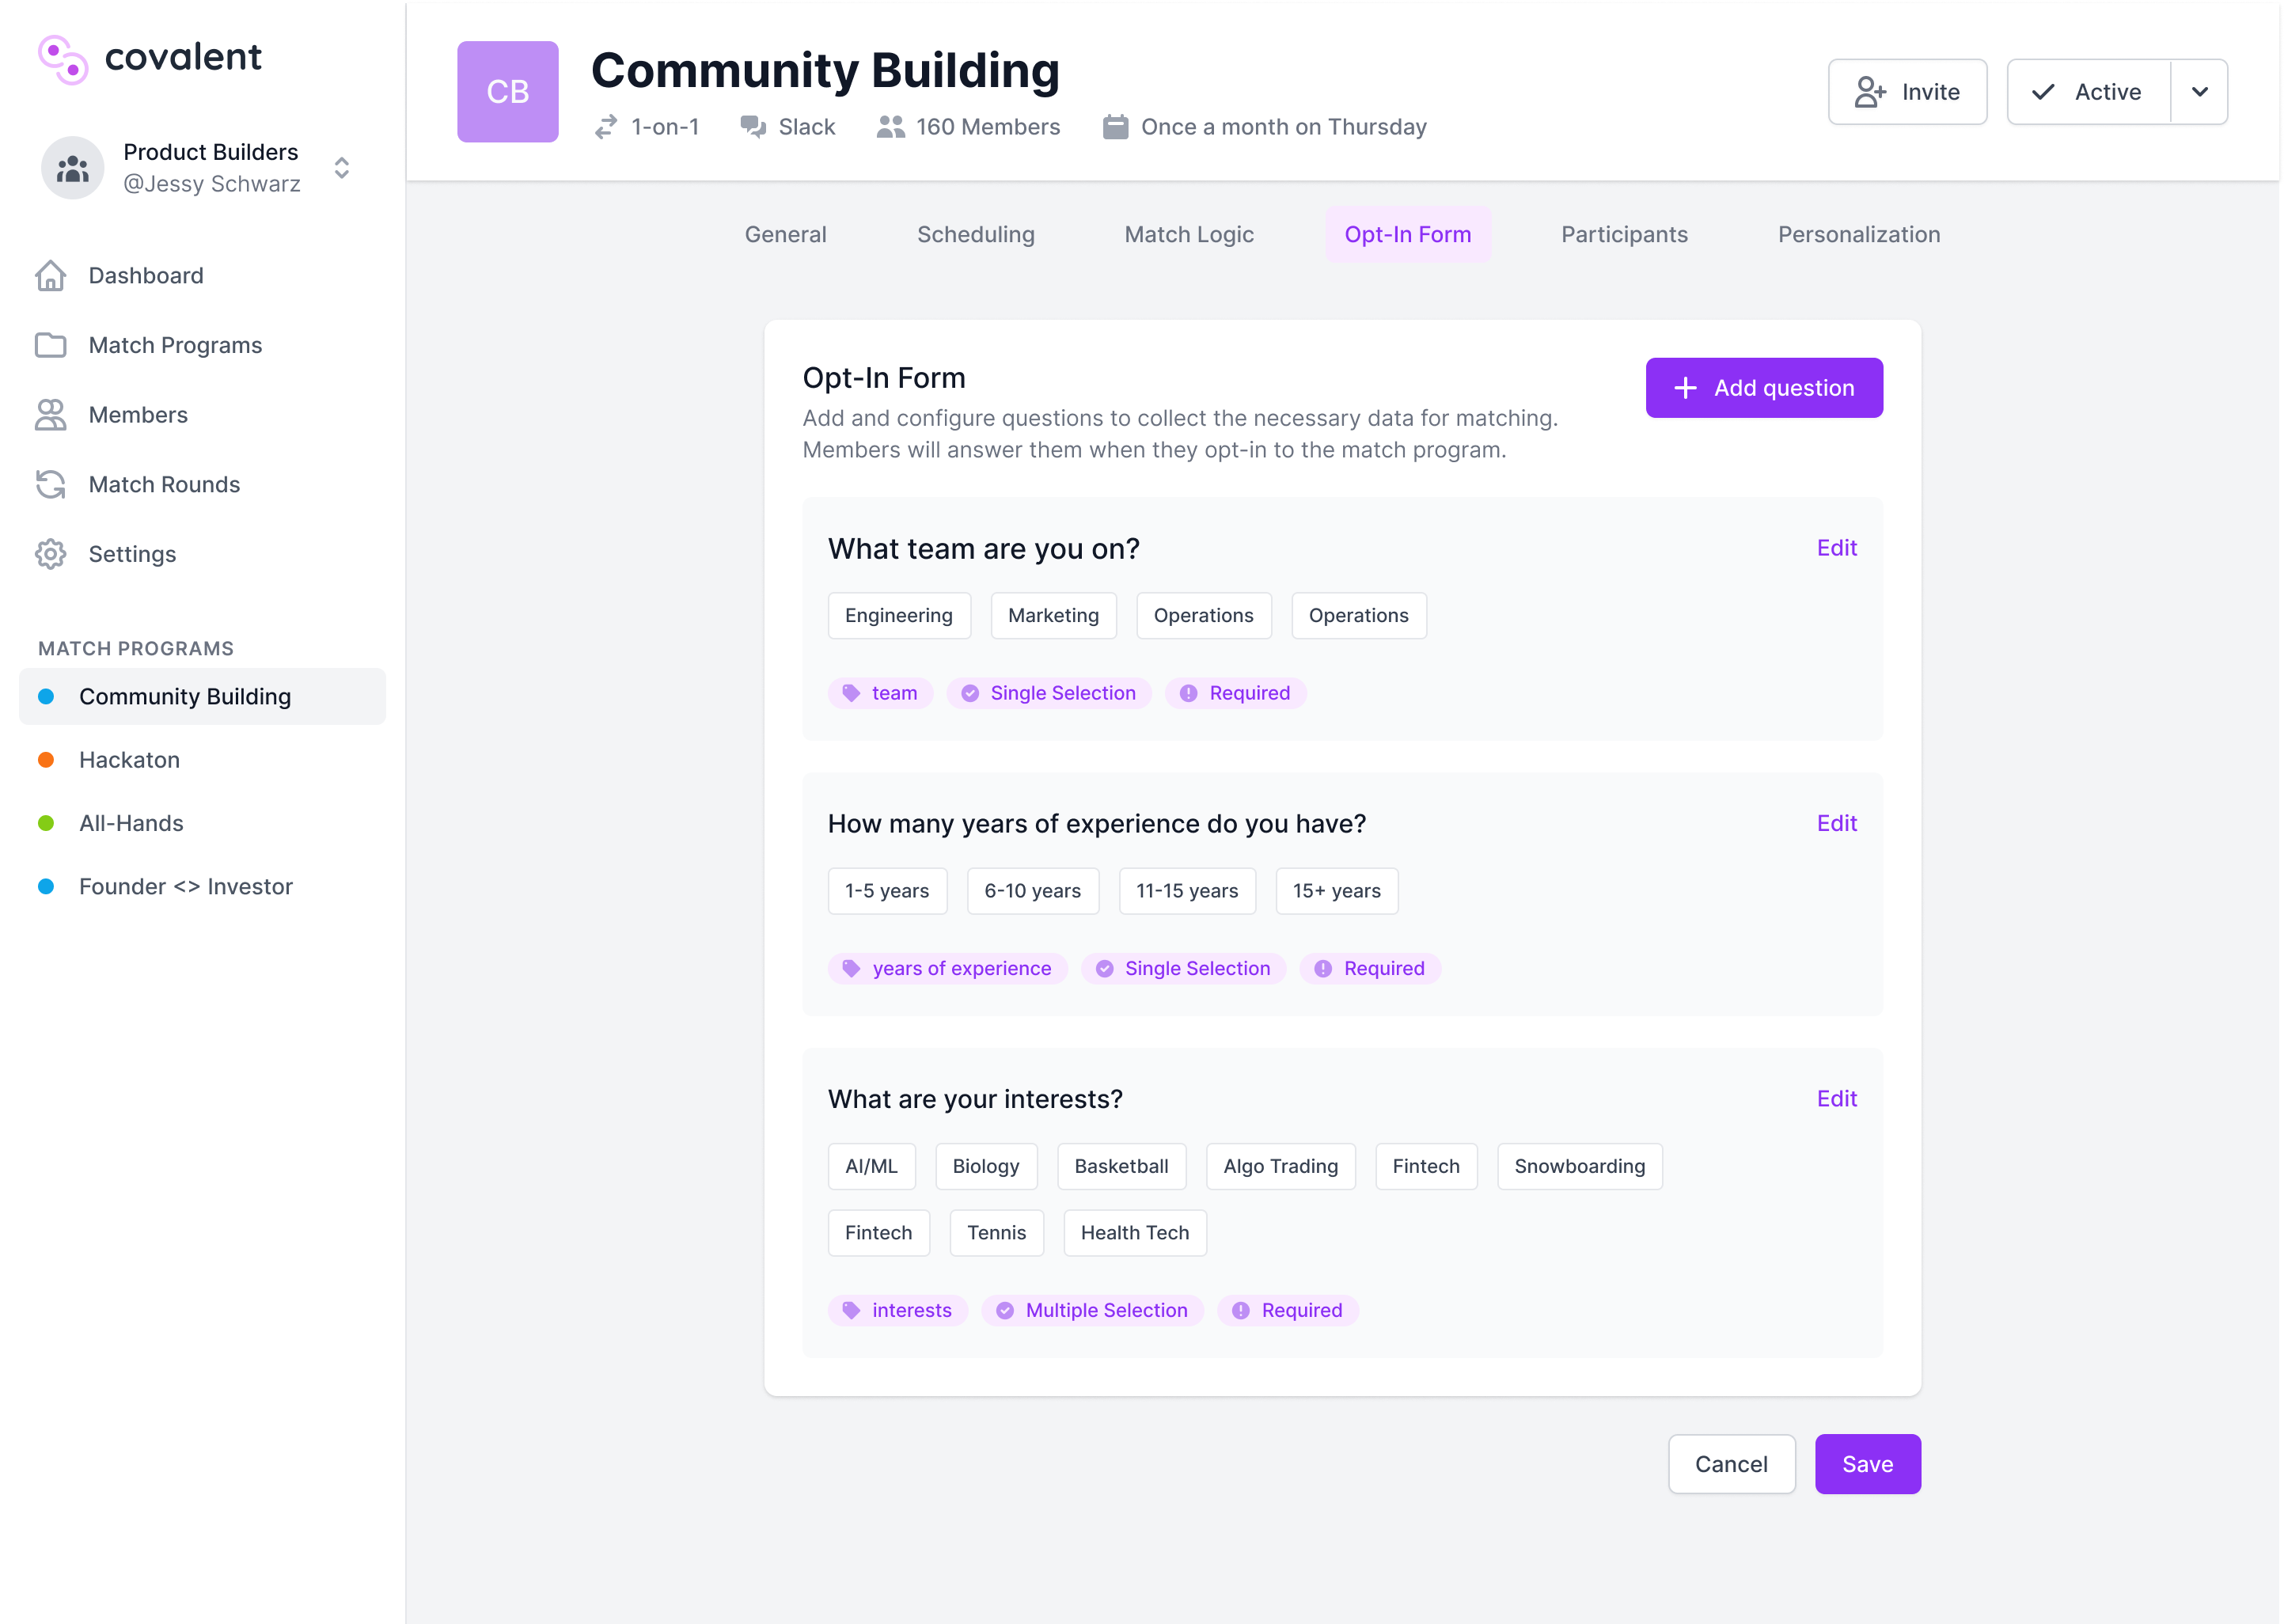 covalent
Product Builders
@Jessy Schwarz
Dashboard
Match Programs
Members
Match Rounds
Settings
MATCH PROGRAMS
Community Building
Hackaton
All-Hands
Founder <> Investor
CB
Community Building
1-on-1 Slack 160 Members Once a month on Thursday
Invite
Active
General Scheduling Match Logic Opt-In Form Participants Personalization
Opt-In Form
Add question
Add and configure questions to collect the necessary data for matching.
Members will answer them when they opt-in to the match program.
What team are you on? Edit
Engineering Marketing Operations Operations
team Single Selection Required
How many years of experience do you have? Edit
1-5 years 6-10 years 11-15 years 15+ years
years of experience Single Selection Required
What are your interests? Edit
AI/ML Biology Basketball Algo Trading Fintech Snowboarding
Fintech Tennis Health Tech
interests Multiple Selection Required
Cancel Save